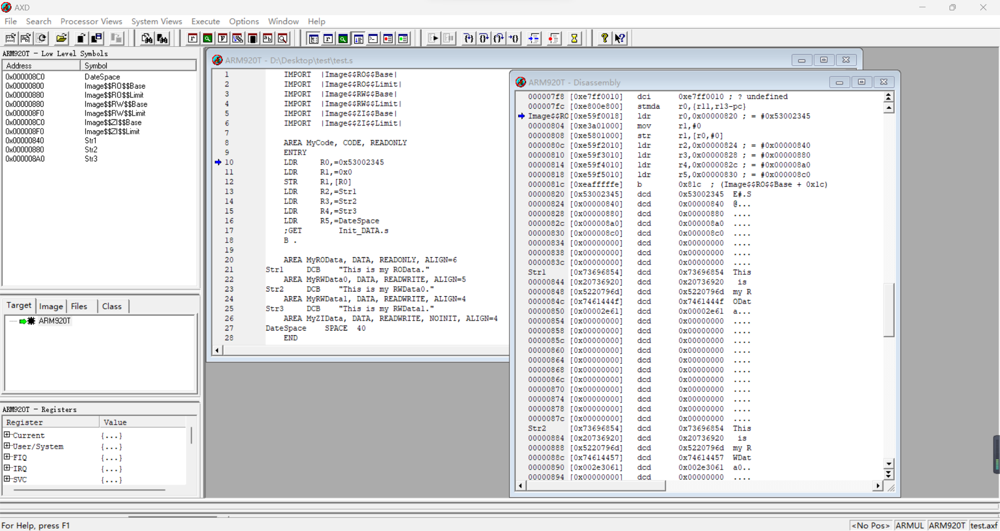 AXD
File Search Processor Views System Views Execute Options Window Help
ARM920T - Low Level Symbols
Address Symbol
0x000008C0 DateSpace
0x00000800 Image$$RO$$Base
0x00000880 Image$$RO$$Limit
0x00000880 Image$$RW$$Base
0x000008F0 Image$$RW$$Limit
0x000008C0 Image$$ZI$$Base
0x000008F0 Image$$ZI$$Limit
0x00000840 Str1
0x00000880 Str2
0x000008A0 Str3
Target Image Files Class
ARM920T
ARM920T - Registers
Register Value
Current {...}
User/System {...}
FIQ {...}
IRQ {...}
SVC {...}
ARM920T - D:\Desktop\test\test.s
1 IMPORT |Image$$RO$$Base|
2 IMPORT |Image$$RO$$Limit|
3 IMPORT |Image$$RW$$Base|
4 IMPORT |Image$$RW$$Limit|
5 IMPORT |Image$$ZI$$Base|
6 IMPORT |Image$$ZI$$Limit|
7
8 AREA MyCode, CODE, READONLY
9 ENTRY
10 LDR R0,=0x53002345
11 LDR R1,=0x0
12 STR R1,[R0]
13 LDR R2,=Str1
14 LDR R3,=Str2
15 LDR R4,=Str3
16 LDR R5,=DateSpace
17 ;GET Init_DATA.s
18 B .
19
20 AREA MyROData, DATA, READONLY, ALIGN=6
21 Str1 DCB "This is my ROData."
22 AREA MyRWData0, DATA, READWRITE, ALIGN=5
23 Str2 DCB "This is my RWData0."
24 AREA MyRWData1, DATA, READWRITE, ALIGN=4
25 Str3 DCB "This is my RWData1."
26 AREA MyZIData, DATA, READWRITE, NOINIT, ALIGN=4
27 DateSpace SPACE 40
28 END
ARM920T - Disassembly
000007f8 [0xe7ff0010] dci 0xe7ff0010 ; ? undefined
000007fc [0xe800e800] stmda r0,{r11,r13-pc}
Image$$RO [0xe59f0018] ldr r0,0x00000820 ; = #0x53002345
00000804 [0xe3a01000] mov r1,#0
00000808 [0xe5801000] str r1,[r0,#0]
0000080c [0xe59f2010] ldr r2,0x00000824 ; = #0x00000840
00000810 [0xe59f3010] ldr r3,0x00000828 ; = #0x00000880
00000814 [0xe59f4010] ldr r4,0x0000082c ; = #0x000008a0
00000818 [0xe59f5010] ldr r5,0x00000830 ; = #0x000008c0
0000081c [0xeafffffe] b 0x81c ; (Image$$RO$$Base + 0x1c)
00000820 [0x53002345] dcd 0x53002345 E#.S
00000824 [0x00000840] dcd 0x00000840 @...
00000828 [0x00000880] dcd 0x00000880 ....
0000082c [0x000008a0] dcd 0x000008a0 ....
00000830 [0x000008c0] dcd 0x000008c0 ....
00000834 [0x00000000] dcd 0x00000000 ....
00000838 [0x00000000] dcd 0x00000000 ....
0000083c [0x00000000] dcd 0x00000000 ....
Str1 [0x73696854] dcd 0x73696854 This
00000844 [0x20736920] dcd 0x20736920 is
00000848 [0x5220796d] dcd 0x5220796d my R
0000084c [0x7461444f] dcd 0x7461444f ODat
00000850 [0x00002e61] dcd 0x00002e61 a...
00000854 [0x00000000] dcd 0x00000000 ....
00000858 [0x00000000] dcd 0x00000000 ....
0000085c [0x00000000] dcd 0x00000000 ....
00000860 [0x00000000] dcd 0x00000000 ....
00000864 [0x00000000] dcd 0x00000000 ....
00000868 [0x00000000] dcd 0x00000000 ....
0000086c [0x00000000] dcd 0x00000000 ....
00000870 [0x00000000] dcd 0x00000000 ....
00000874 [0x00000000] dcd 0x00000000 ....
00000878 [0x00000000] dcd 0x00000000 ....
0000087c [0x00000000] dcd 0x00000000 ....
Str2 [0x73696854] dcd 0x73696854 This
00000884 [0x20736920] dcd 0x20736920 is
00000888 [0x5220796d] dcd 0x5220796d my R
0000088c [0x74614457] dcd 0x74614457 WDat
00000890 [0x002e3061] dcd 0x002e3061 a0..
00000894 [0x00000000] dcd 0x00000000 ....
For Help, press F1
<No Pos> ARMUL ARM920T test.axf